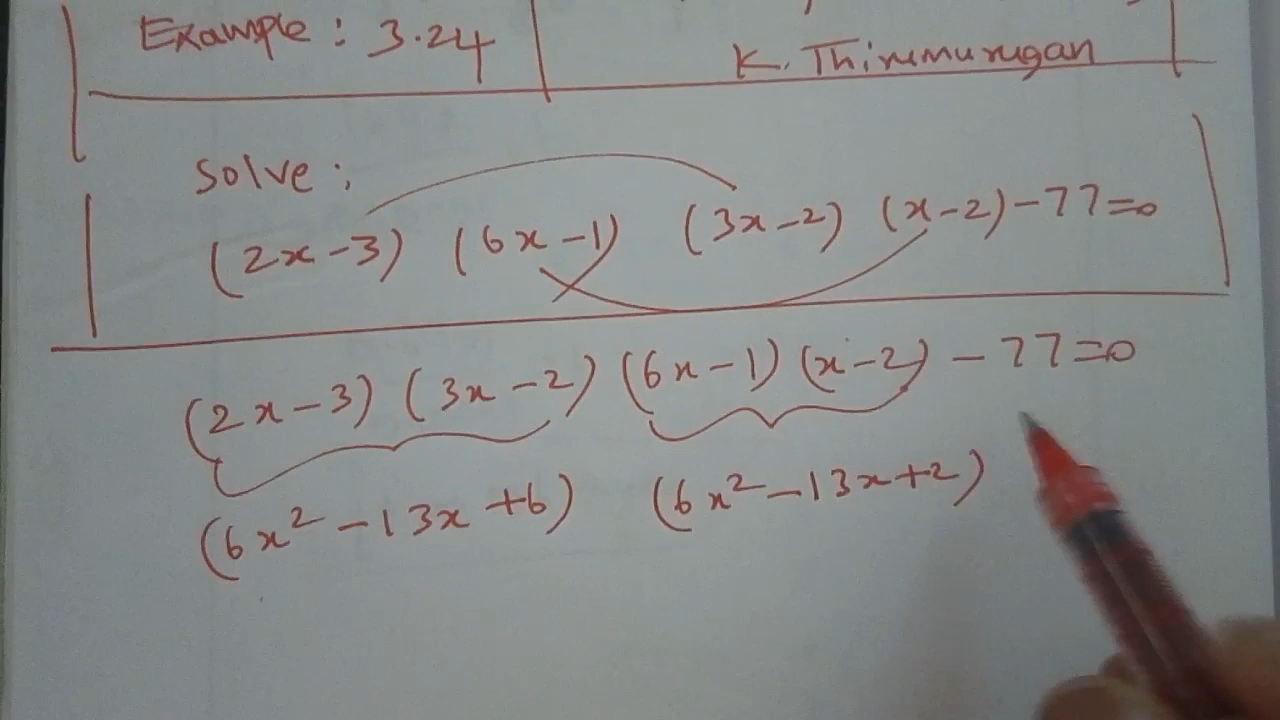 Example : 3.24
K. Thirumurugan
Solve :
(2x-3) (6x-1) (3x-2) (x-2)-77=0
(2x-3) (3x-2) (6x-1) (x-2) - 77=0
(6x²-13x+6) (6x²-13x+2)